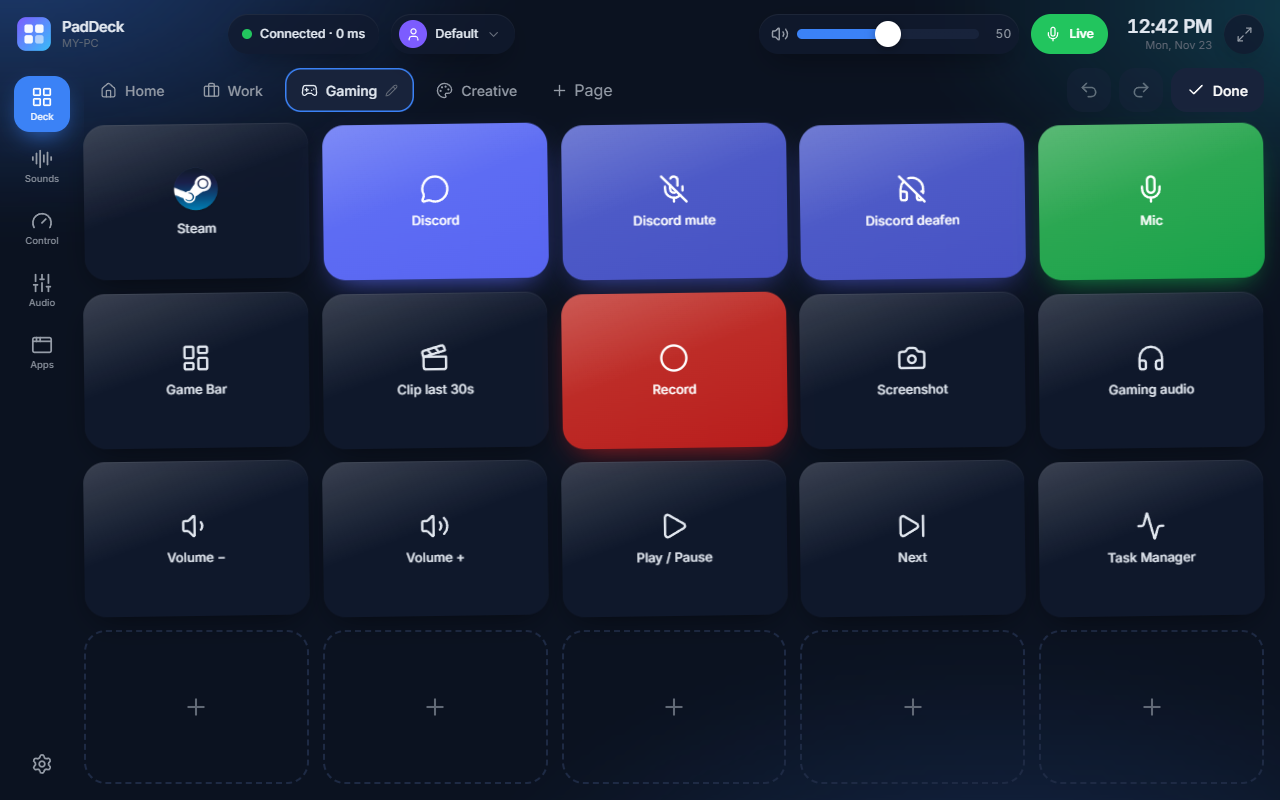 PadDeck
MY-PC
Connected · 0 ms
Default
50
Live
12:42 PM
Mon, Nov 23
Deck
Sounds
Control
Audio
Apps
Home
Work
Gaming
Creative
Page
Done
Steam
Discord
Discord mute
Discord deafen
Mic
Game Bar
Clip last 30s
Record
Screenshot
Gaming audio
Volume −
Volume +
Play / Pause
Next
Task Manager